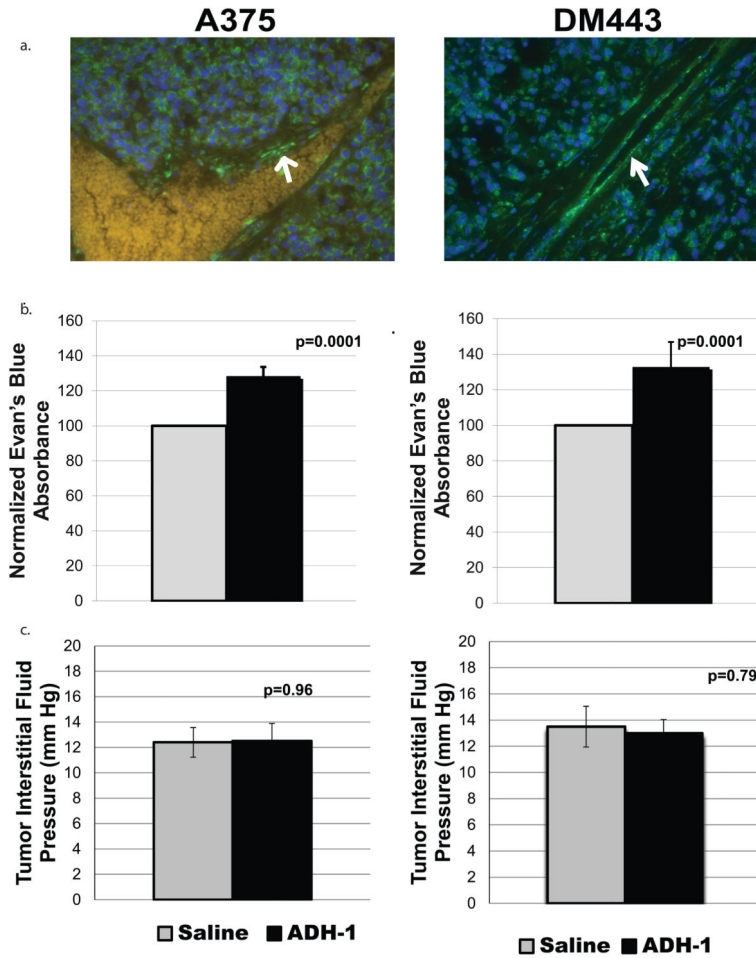 A375
DM443
a.
b.
160
140
120
100
80
60
40
20
0
Normalized Evan's Blue
Absorbance
p=0.0001
.
160
140
120
100
80
60
40
20
0
Normalized Evan's Blue
Absorbance
p=0.0001
c.
20
18
16
14
12
10
8
6
4
2
0
Tumor Interstitial Fluid
Pressure (mm Hg)
p=0.96
20
18
16
14
12
10
8
6
4
2
0
Tumor Interstitial Fluid
Pressure (mm Hg)
p=0.79
Saline ADH-1
Saline ADH-1